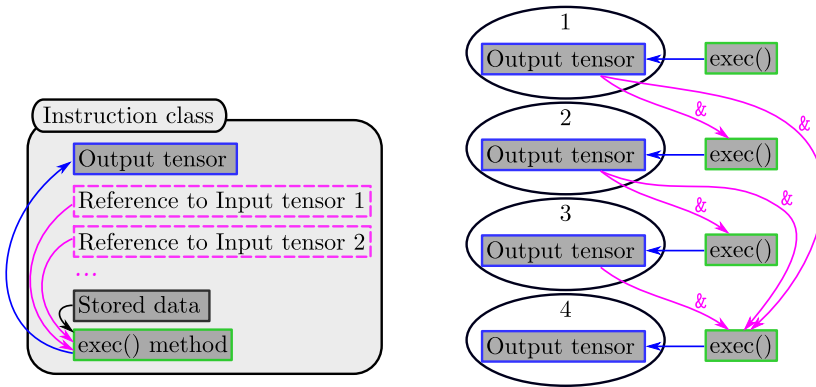 Instruction class
Output tensor
Reference to Input tensor 1
Reference to Input tensor 2
...
Stored data
exec() method
1
Output tensor exec()
&
&
2
Output tensor exec()
&
&
3
Output tensor exec()
&
4
Output tensor exec()